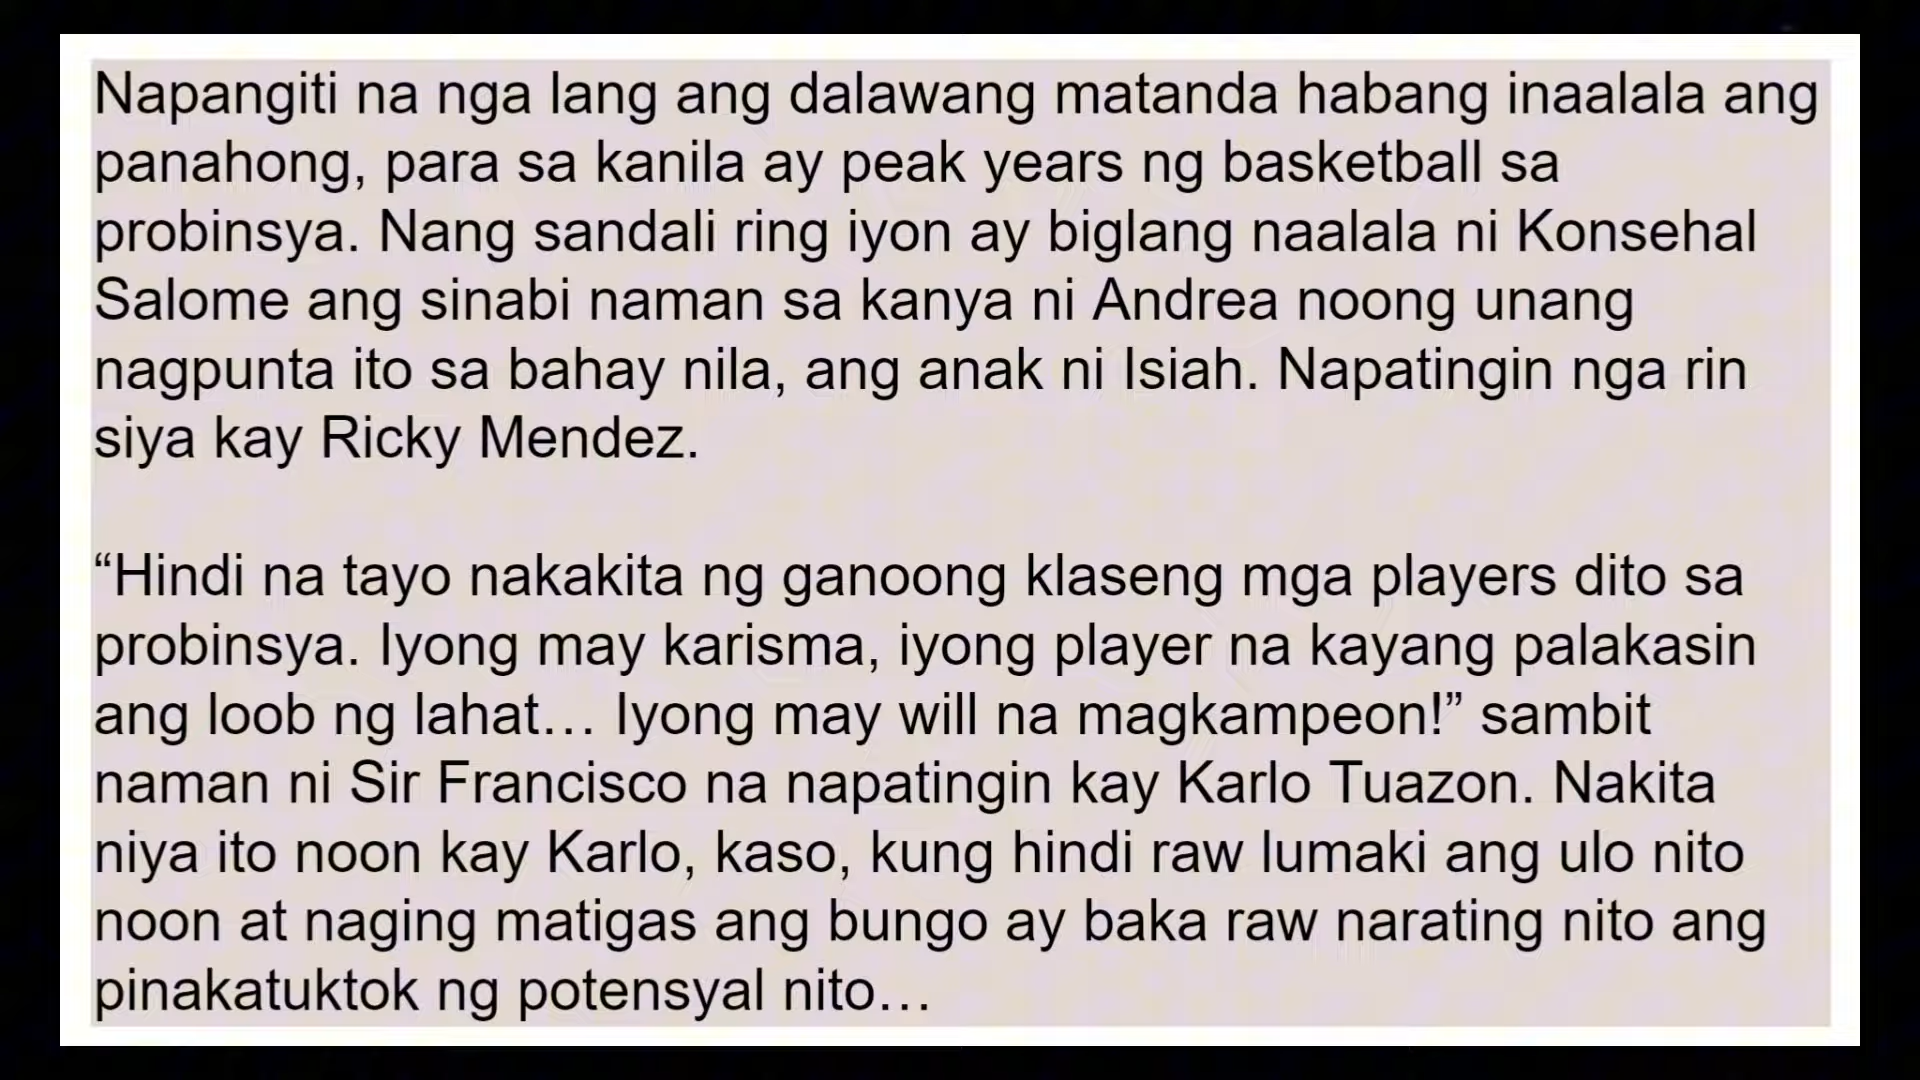 Napangiti na nga lang ang dalawang matanda habang inaalala ang
panahong, para sa kanila ay peak years ng basketball sa
probinsya. Nang sandali ring iyon ay biglang naalala ni Konsehal
Salome ang sinabi naman sa kanya ni Andrea noong unang
nagpunta ito sa bahay nila, ang anak ni Isiah. Napatingin nga rin
siya kay Ricky Mendez.
“Hindi na tayo nakakita ng ganoong klaseng mga players dito sa
probinsya. Iyong may karisma, iyong player na kayang palakasin
ang loob ng lahat… Iyong may will na magkampeon!” sambit
naman ni Sir Francisco na napatingin kay Karlo Tuazon. Nakita
niya ito noon kay Karlo, kaso, kung hindi raw lumaki ang ulo nito
noon at naging matigas ang bungo ay baka raw narating nito ang
pinakatuktok ng potensyal nito…